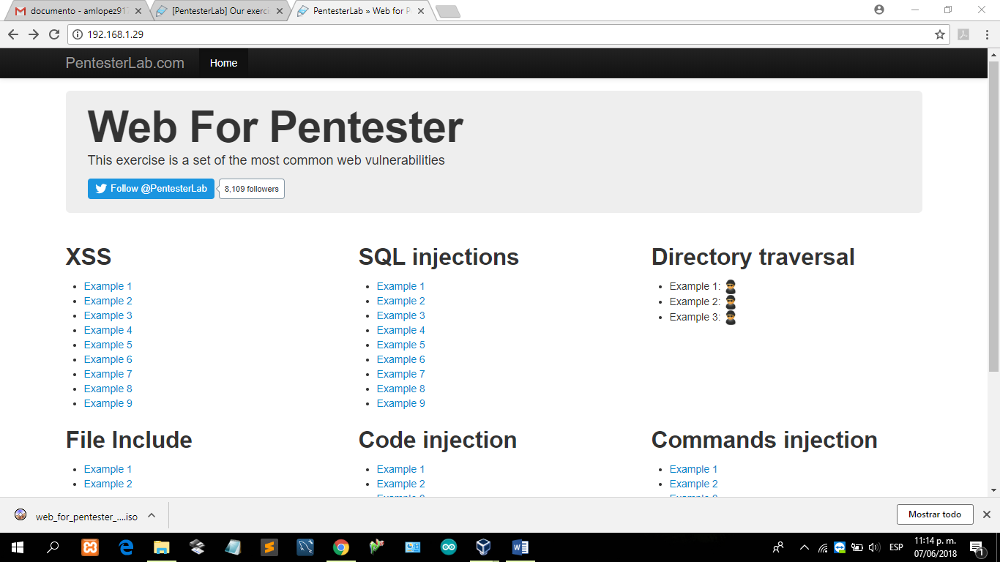 documento - amlopez91
[PentesterLab] Our exerci
PentesterLab » Web for P
192.168.1.29
PentesterLab.com
Home
Web For Pentester
This exercise is a set of the most common web vulnerabilities
Follow @PentesterLab
8,109 followers
XSS
Example 1
Example 2
Example 3
Example 4
Example 5
Example 6
Example 7
Example 8
Example 9
SQL injections
Example 1
Example 2
Example 3
Example 4
Example 5
Example 6
Example 7
Example 8
Example 9
Directory traversal
Example 1:
Example 2:
Example 3:
File Include
Example 1
Example 2
Code injection
Example 1
Example 2
Commands injection
Example 1
Example 2
web_for_pentester_....iso
Mostrar todo
ESP
11:14 p. m.
07/06/2018
1